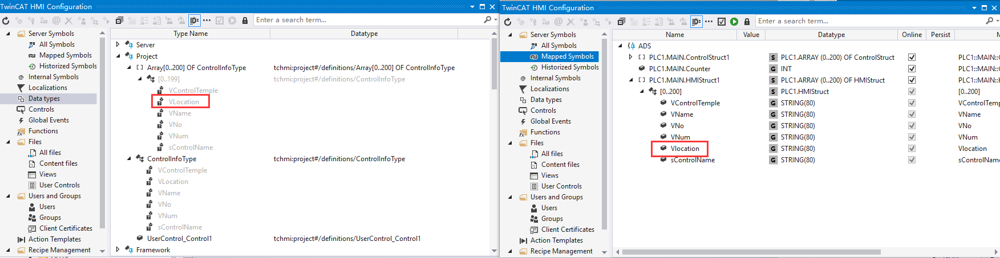 TwinCAT HMI Configuration
Enter a search term...
Server Symbols
All Symbols
Mapped Symbols
Historized Symbols
Internal Symbols
Localizations
Data types
Controls
Global Events
Functions
Files
All files
Content files
Views
User Controls
Users and Groups
Users
Groups
Client Certificates
Action Templates
Recipe Management
Type Name Datatype
Server
Project
Array[0..200] OF ControlInfoType tchmi:project#/definitions/Array[0..200] OF ControlInfoType
[0..199] tchmi:project#/definitions/ControlInfoType
VControlTemple
VLocation
VName
VNo
VNum
sControlName
ControlInfoType tchmi:project#/definitions/ControlInfoType
VControlTemple
VLocation
VName
VNo
VNum
sControlName
UserControl_Control1 tchmi:project#/definitions/UserControl_Control1
Framework
TwinCAT HMI Configuration
Enter a search term...
Server Symbols
All Symbols
Mapped Symbols
Historized Symbols
Internal Symbols
Localizations
Data types
Controls
Global Events
Functions
Files
All files
Content files
Views
User Controls
Users and Groups
Users
Groups
Client Certificates
Action Templates
Recipe Management
Name Value Datatype Online Persist M
ADS
PLC1.MAIN.ControlStruct1 S PLC1.ARRAY (0..200) OF ControlStruct PLC1::MAIN::C
PLC1.MAIN.Counter G INT PLC1::MAIN::C
PLC1.MAIN.HMIStruct1 S PLC1.ARRAY (0..200) OF HMIStruct PLC1::MAIN::H
[0..200] S PLC1.HMIStruct [0..200]
VControlTemple G STRING(80) VControlTemp
VName G STRING(80) VName
VNo G STRING(80) VNo
VNum G STRING(80) VNum
Vlocation G STRING(80) Vlocation
sControlName G STRING(80) sControlName